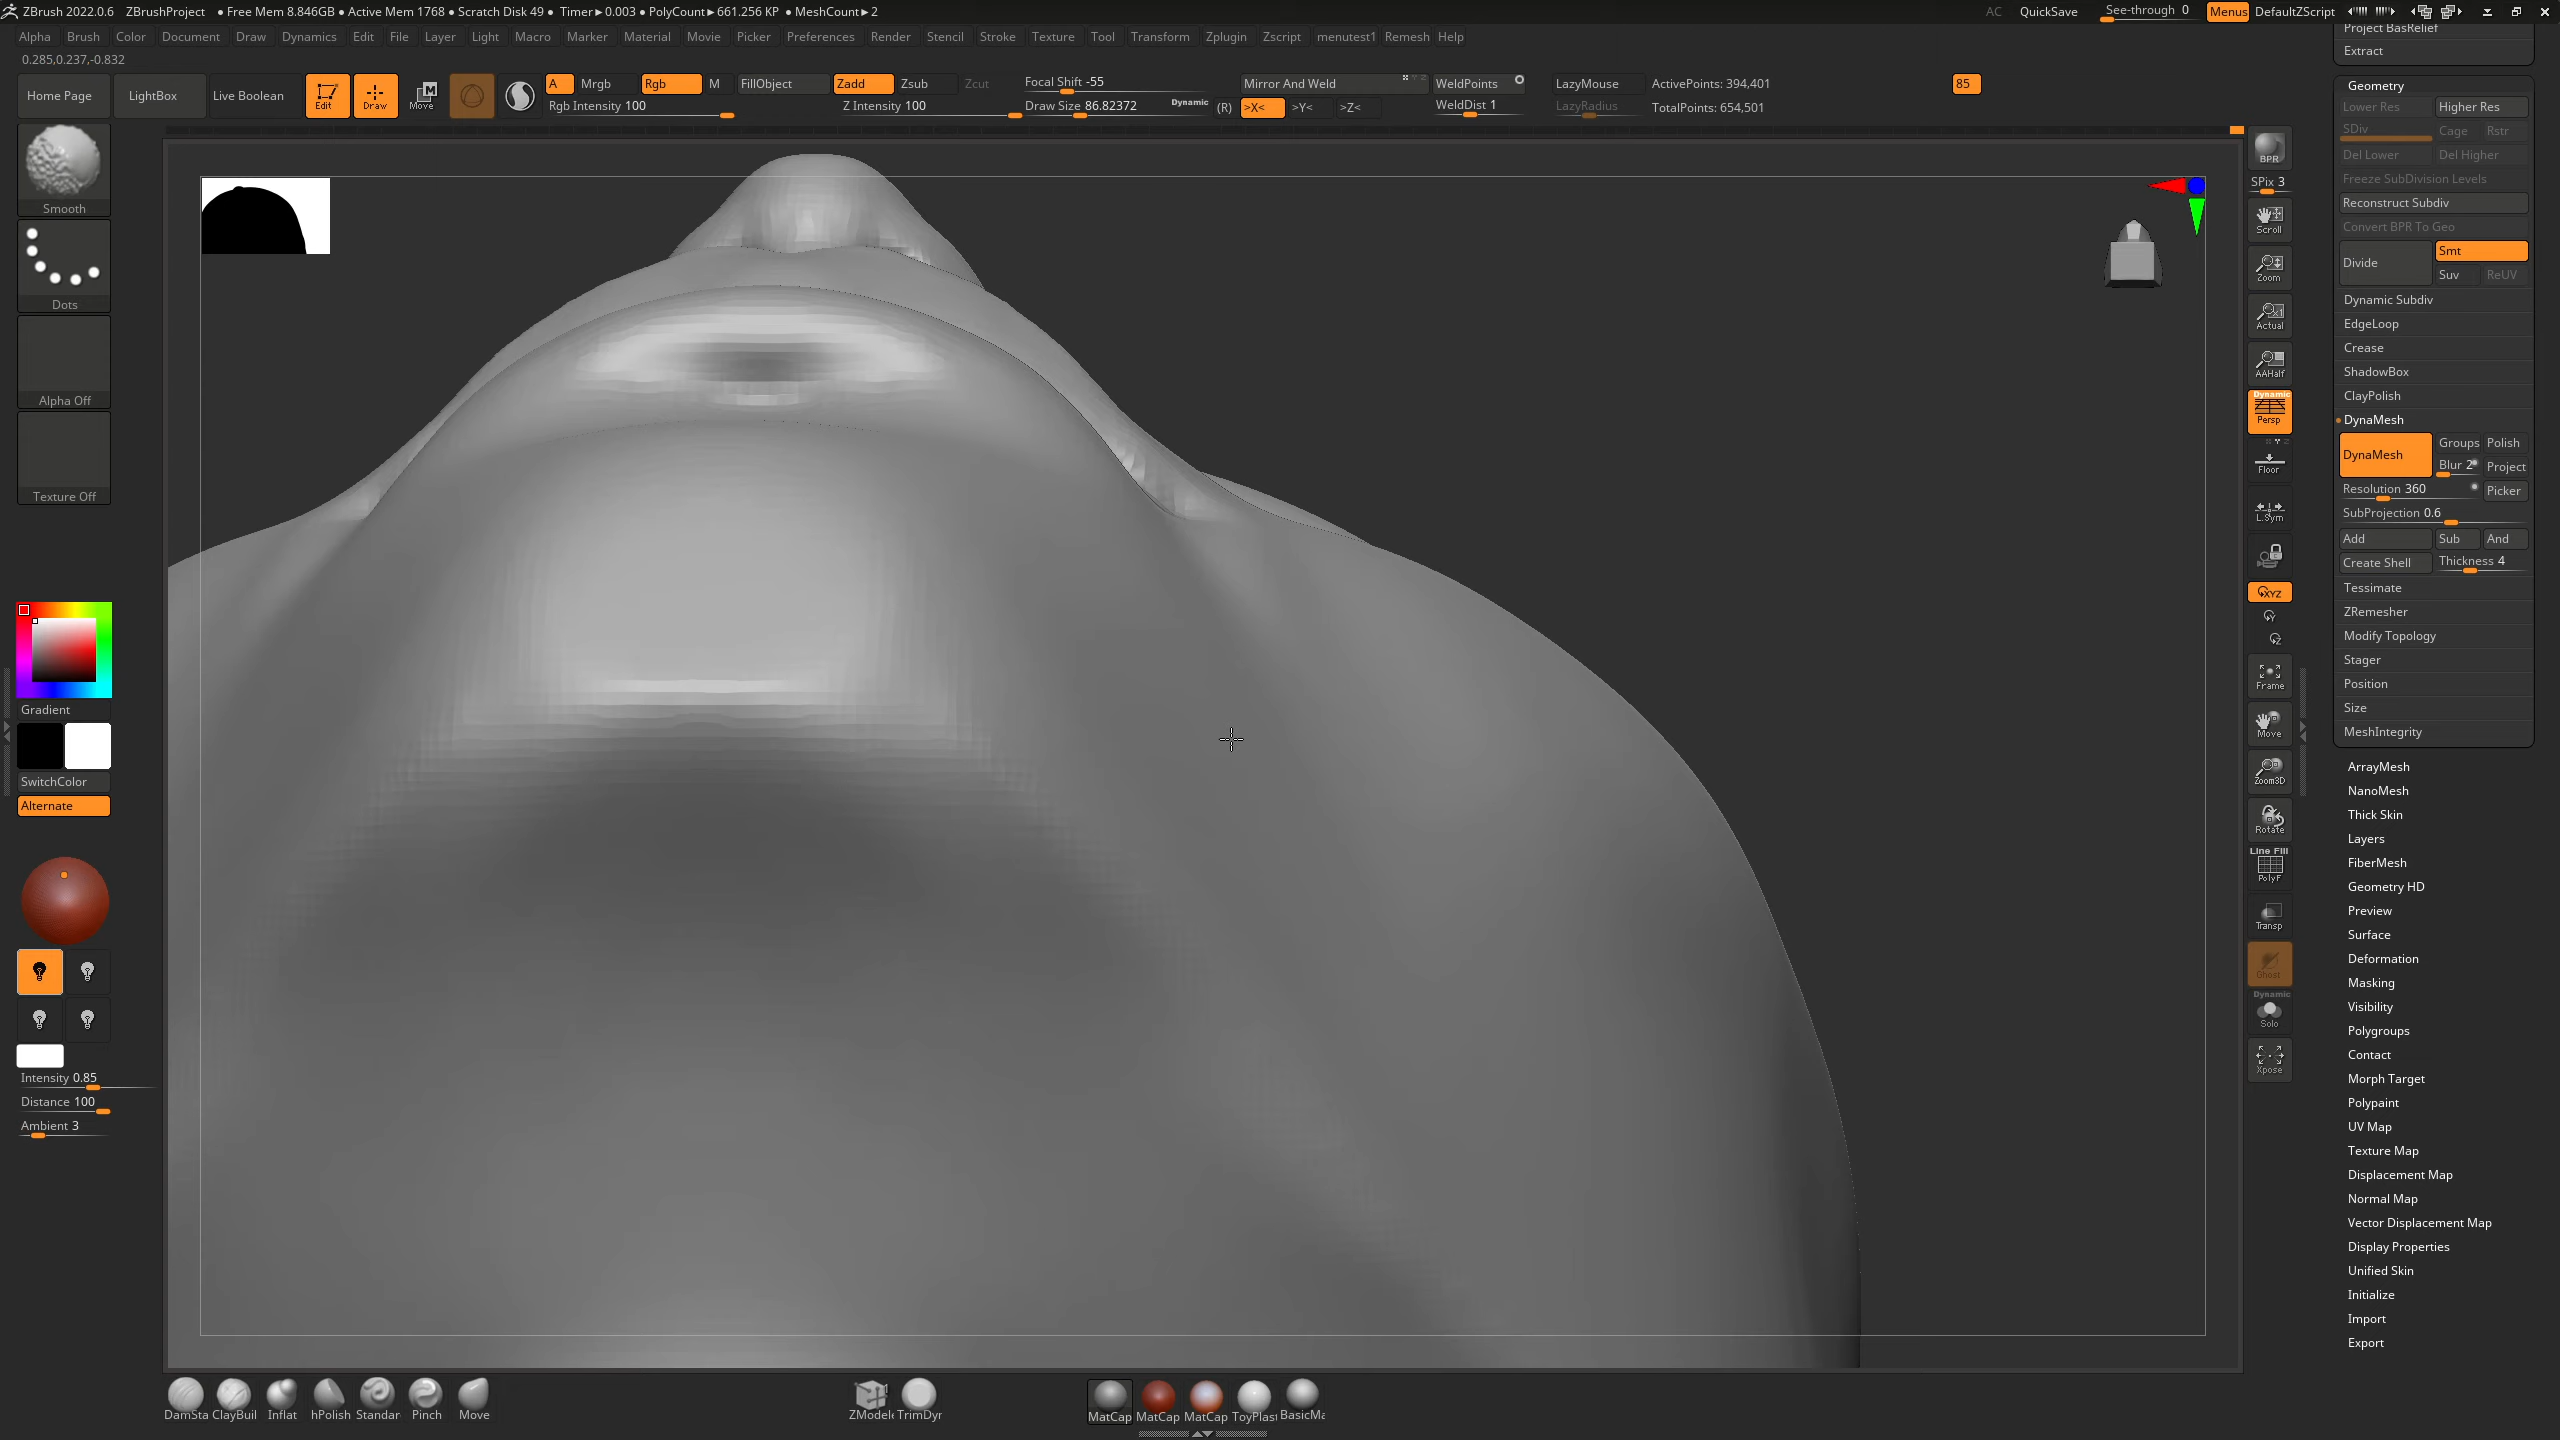 ZBrush 2022.0.6 ZBrushProject • Free Mem 8.846GB • Active Mem 1768 • Scratch Disk 49 • Timer▸0.003 • PolyCount▸661.256 KP • MeshCount▸2 AC QuickSave See-through 0 Menus DefaultZScript
Alpha Brush Color Document Draw Dynamics Edit File Layer Light Macro Marker Material Movie Picker Preferences Render Stencil Stroke Texture Tool Transform Zplugin Zscript menutest1 Remesh Help
0.285,0.237,-0.832
Home Page LightBox Live Boolean Edit Draw Move A Mrgb Rgb M FillObject Zadd Zsub Zcut Focal Shift -55 Mirror And Weld WeldPoints LazyMouse ActivePoints: 394,401 85
Rgb Intensity 100 Z Intensity 100 Draw Size 86.82372 Dynamic (R) >X< >Y< >Z< WeldDist 1 LazyRadius TotalPoints: 654,501
Smooth
Dots
Alpha Off
Texture Off
Gradient
SwitchColor
Alternate
Intensity 0.85
Distance 100
Ambient 3
BPR
SPix 3
Scroll
Zoom
Actual
AAHalf
Dynamic
Persp
Floor
L.Sym
XYZ
Y
Z
Frame
Move
Zoom3D
Rotate
Line Fill
PolyF
Transp
Ghost
Dynamic
Solo
Xpose
Project BasRelief
Extract
Geometry
Lower Res Higher Res
SDiv Cage Rstr
Del Lower Del Higher
Freeze SubDivision Levels
Reconstruct Subdiv
Convert BPR To Geo
Divide Smt
Suv ReUV
Dynamic Subdiv
EdgeLoop
Crease
ShadowBox
ClayPolish
DynaMesh
DynaMesh Groups Polish
Blur 2 Project
Resolution 360 Picker
SubProjection 0.6
Add Sub And
Create Shell Thickness 4
Tessimate
ZRemesher
Modify Topology
Stager
Position
Size
MeshIntegrity
ArrayMesh
NanoMesh
Thick Skin
Layers
FiberMesh
Geometry HD
Preview
Surface
Deformation
Masking
Visibility
Polygroups
Contact
Morph Target
Polypaint
UV Map
Texture Map
Displacement Map
Normal Map
Vector Displacement Map
Display Properties
Unified Skin
Initialize
Import
Export
DamSta ClayBuil Inflat hPolish Standar Pinch Move ZModele TrimDyr MatCap MatCap MatCap ToyPlas BasicMa